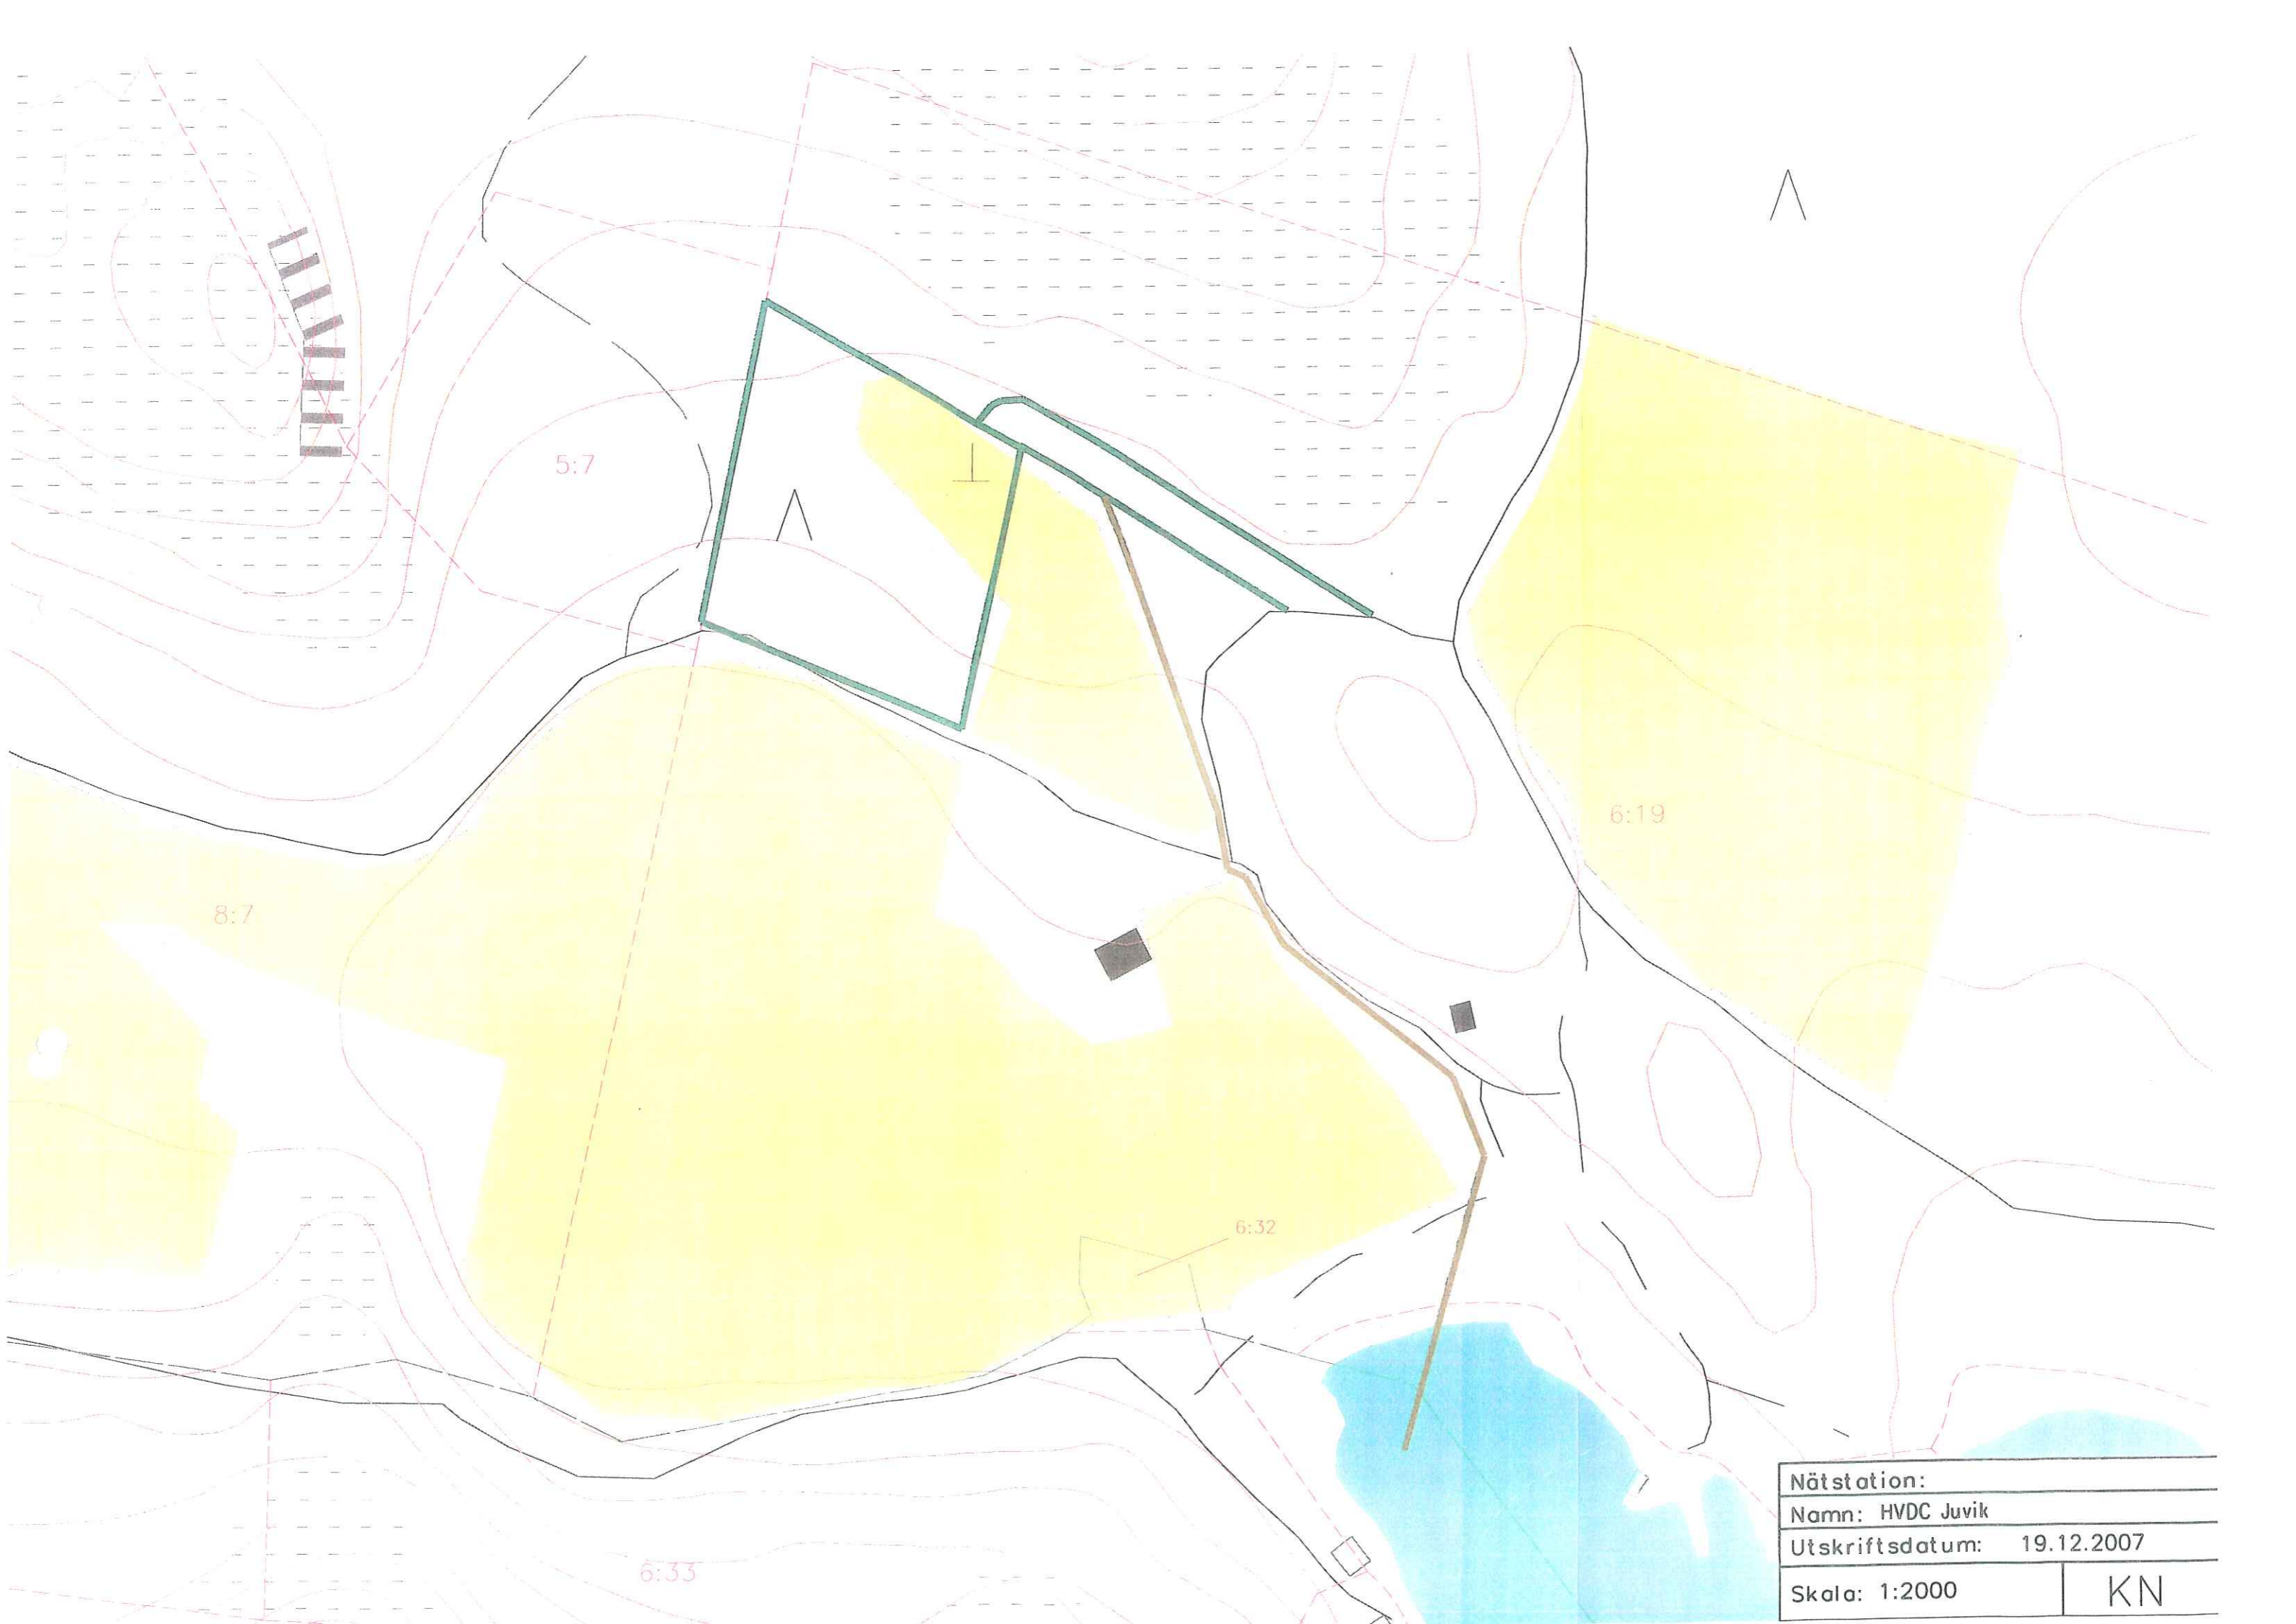 5:7
6:19
8:7
6:32
Nätstation:
Namn: HVDC Juvik
Utskriftsdatum: 19.12.2007
Skala: 1:2000
KN
6:33